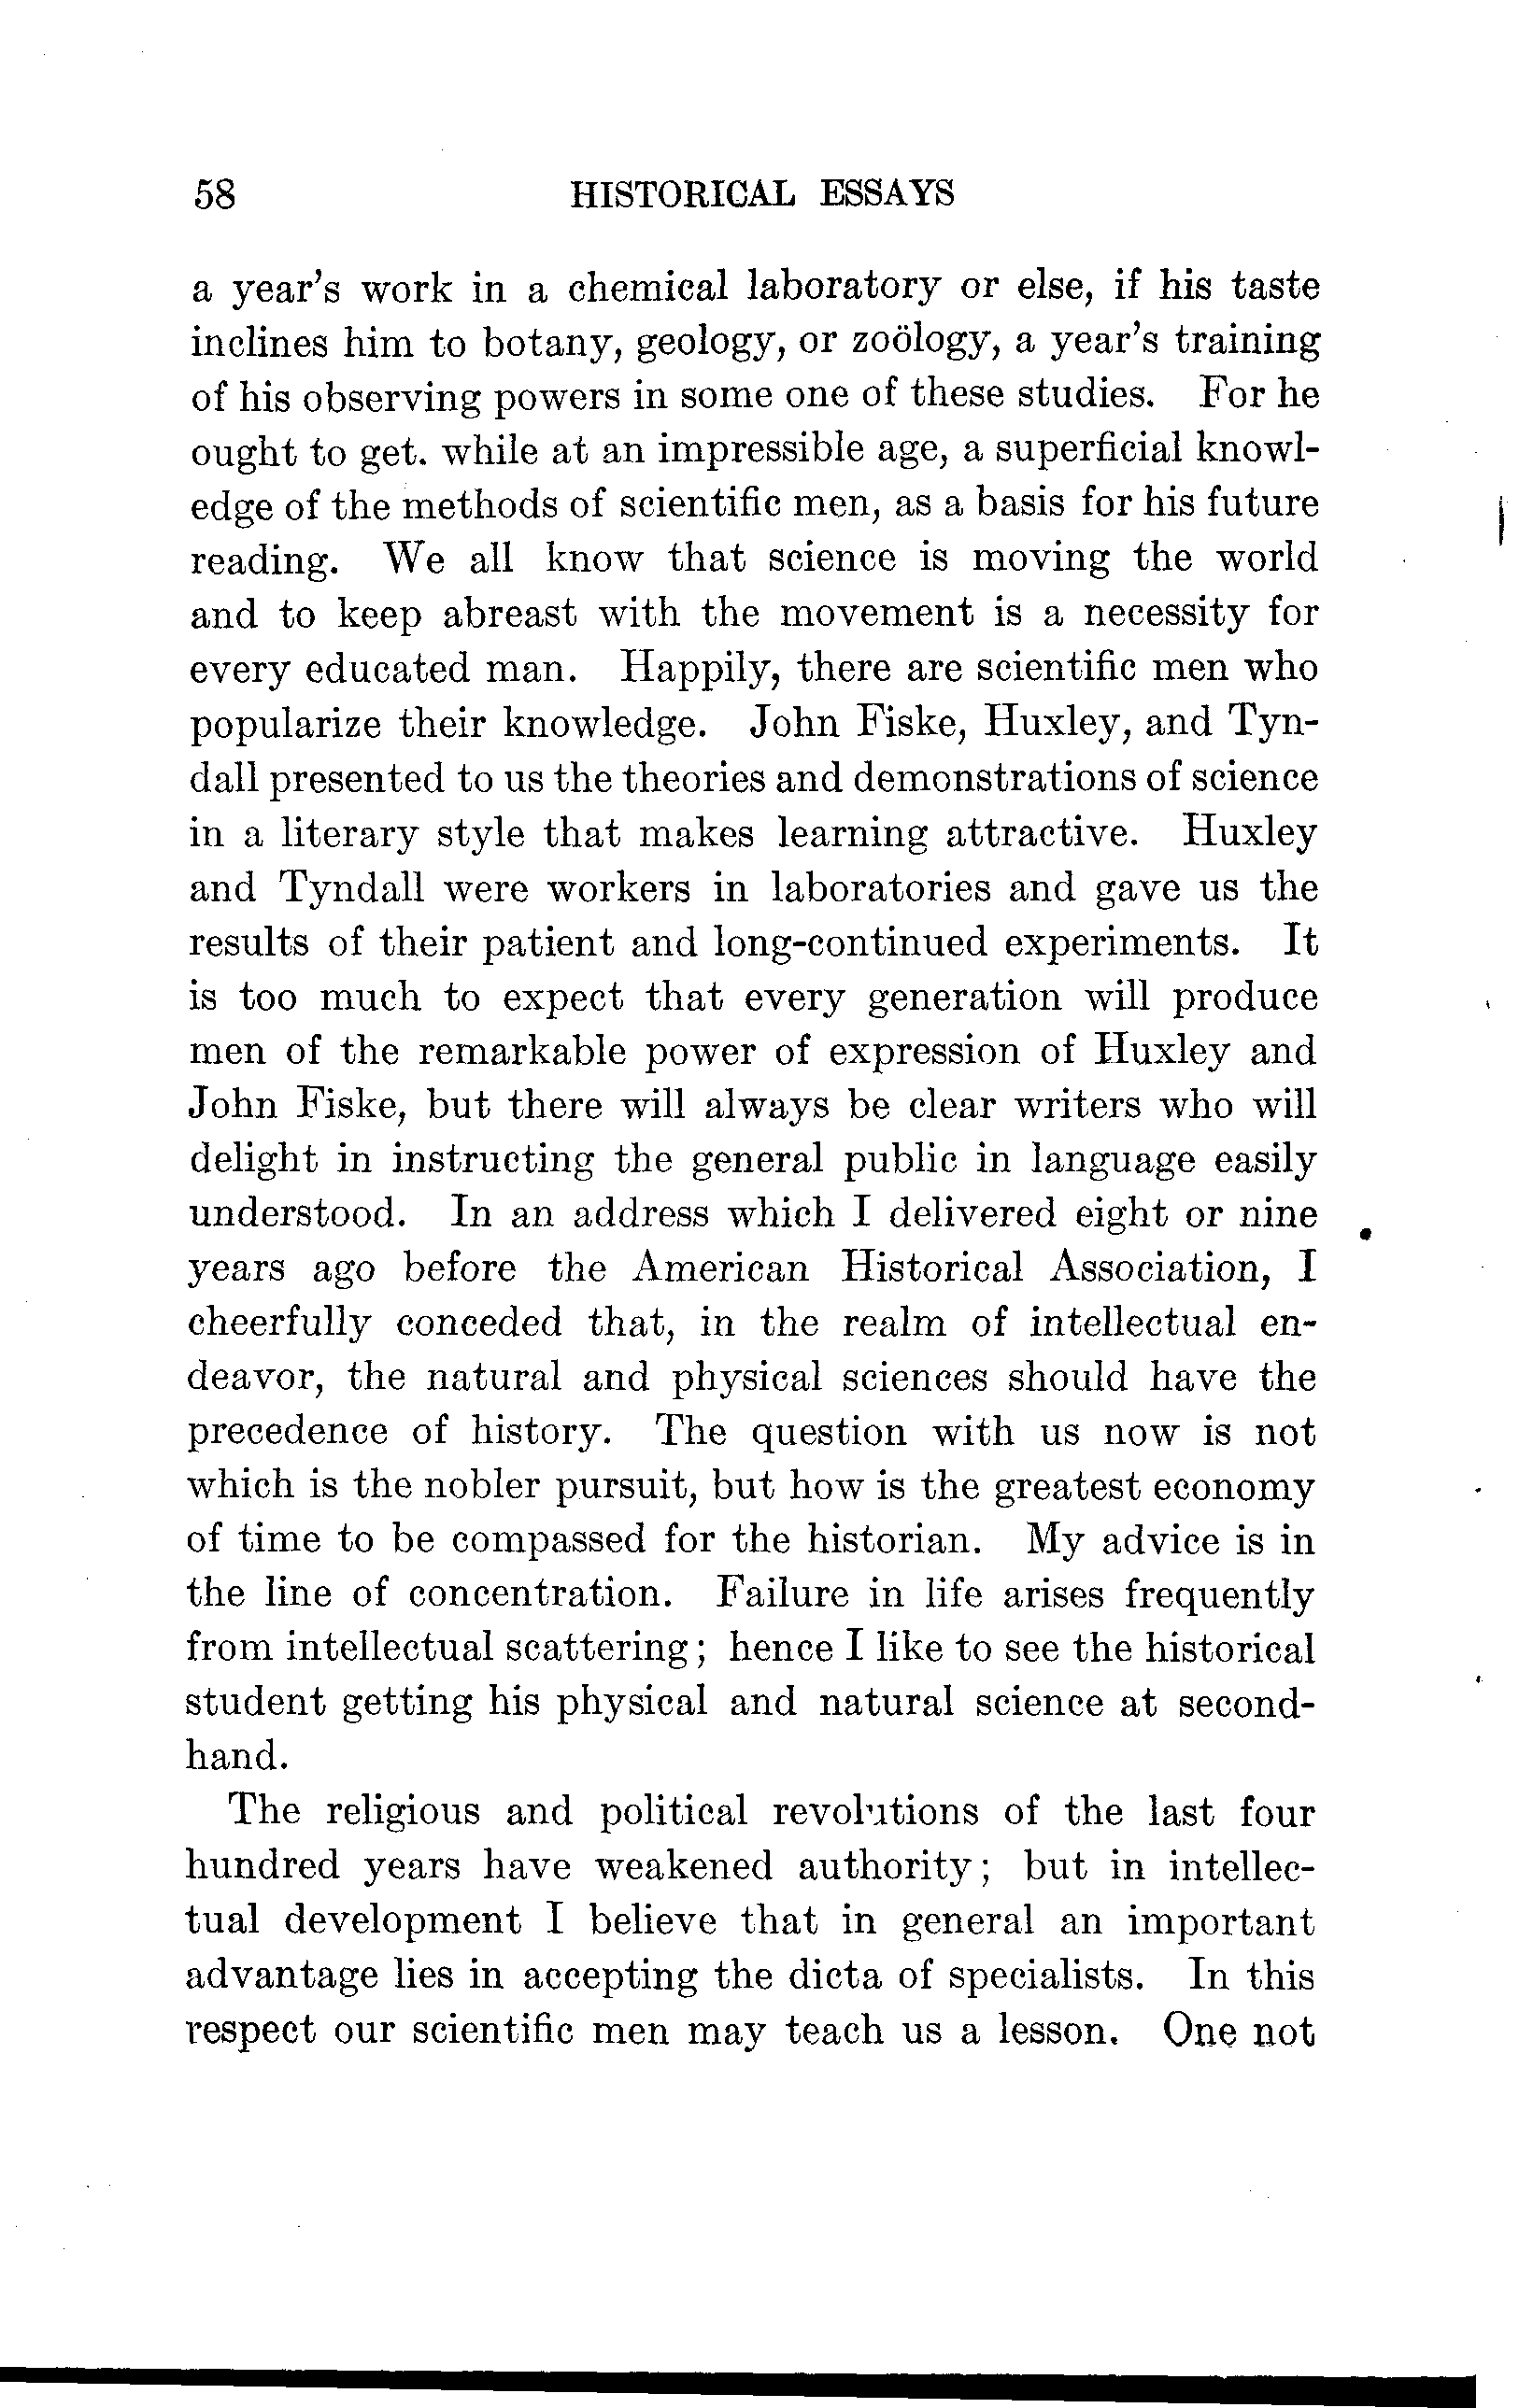 58 HISTORICAL ESSAYS
a year's work in a chemical laboratory or else, if his taste
inclines him to botany, geology, or zoölogy, a year's training
of his observing powers in some one of these studies. For he
ought to get. while at an impressible age, a superficial knowl-
edge of the methods of scientific men, as a basis for his future
reading. We all know that science is moving the world
and to keep abreast with the movement is a necessity for
every educated man. Happily, there are scientific men who
popularize their knowledge. John Fiske, Huxley, and Tyn-
dall presented to us the theories and demonstrations of science
in a literary style that makes learning attractive. Huxley
and Tyndall were workers in laboratories and gave us the
results of their patient and long-continued experiments. It
is too much to expect that every generation will produce
men of the remarkable power of expression of Huxley and
John Fiske, but there will always be clear writers who will
delight in instructing the general public in language easily
understood. In an address which I delivered eight or nine
years ago before the American Historical Association, I
cheerfully conceded that, in the realm of intellectual en-
deavor, the natural and physical sciences should have the
precedence of history. The question with us now is not
which is the nobler pursuit, but how is the greatest economy
of time to be compassed for the historian. My advice is in
the line of concentration. Failure in life arises frequently
from intellectual scattering; hence I like to see the historical
student getting his physical and natural science at second-
hand.
The religious and political revolutions of the last four
hundred years have weakened authority; but in intellec-
tual development I believe that in general an important
advantage lies in accepting the dicta of specialists. In this
respect our scientific men may teach us a lesson. One not